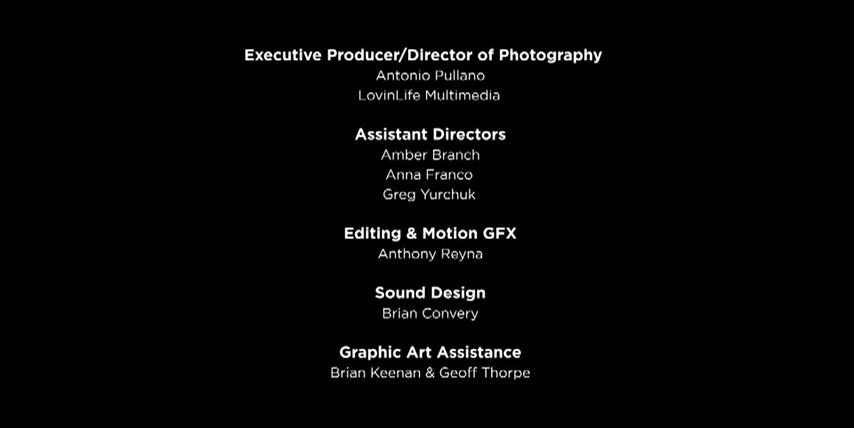 Executive Producer/Director of Photography
Antonio Pullano
LovinLife Multimedia
Assistant Directors
Amber Branch
Anna Franco
Greg Yurchuk
Editing & Motion GFX
Anthony Reyna
Sound Design
Brian Convery
Graphic Art Assistance
Brian Keenan & Geoff Thorpe